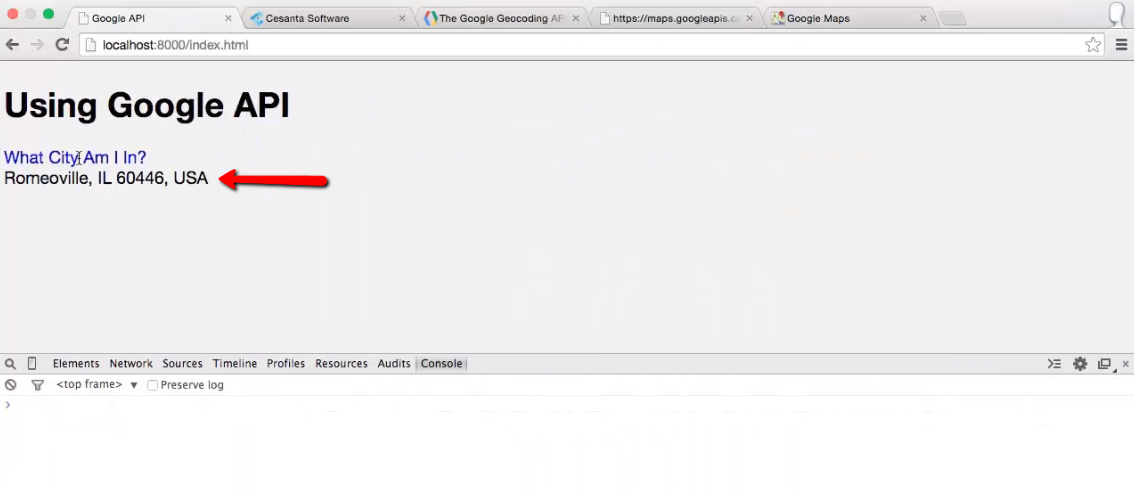 Google API
Cesanta Software
The Google Geocoding AP
https://maps.googleapis.c
Google Maps
localhost:8000/index.html
Using Google API
What City Am I In?
Romeoville, IL 60446, USA
Elements Network Sources Timeline Profiles Resources Audits Console
<top frame> ▼ Preserve log